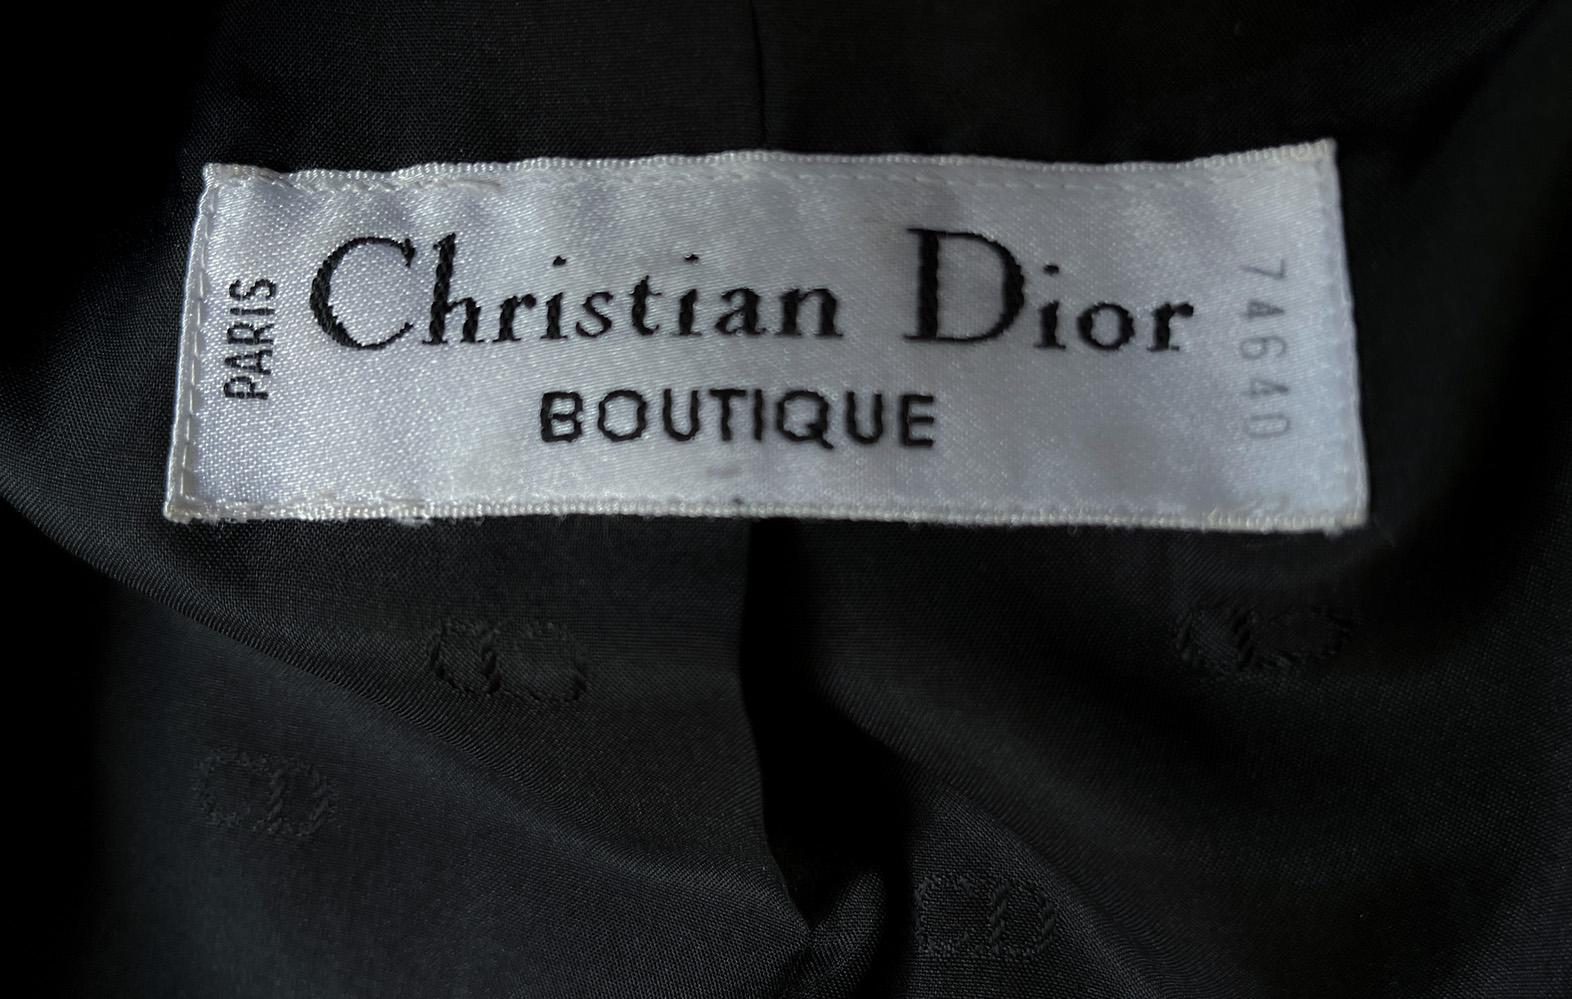 PARIS
Christian Dior
BOUTIQUE
74640